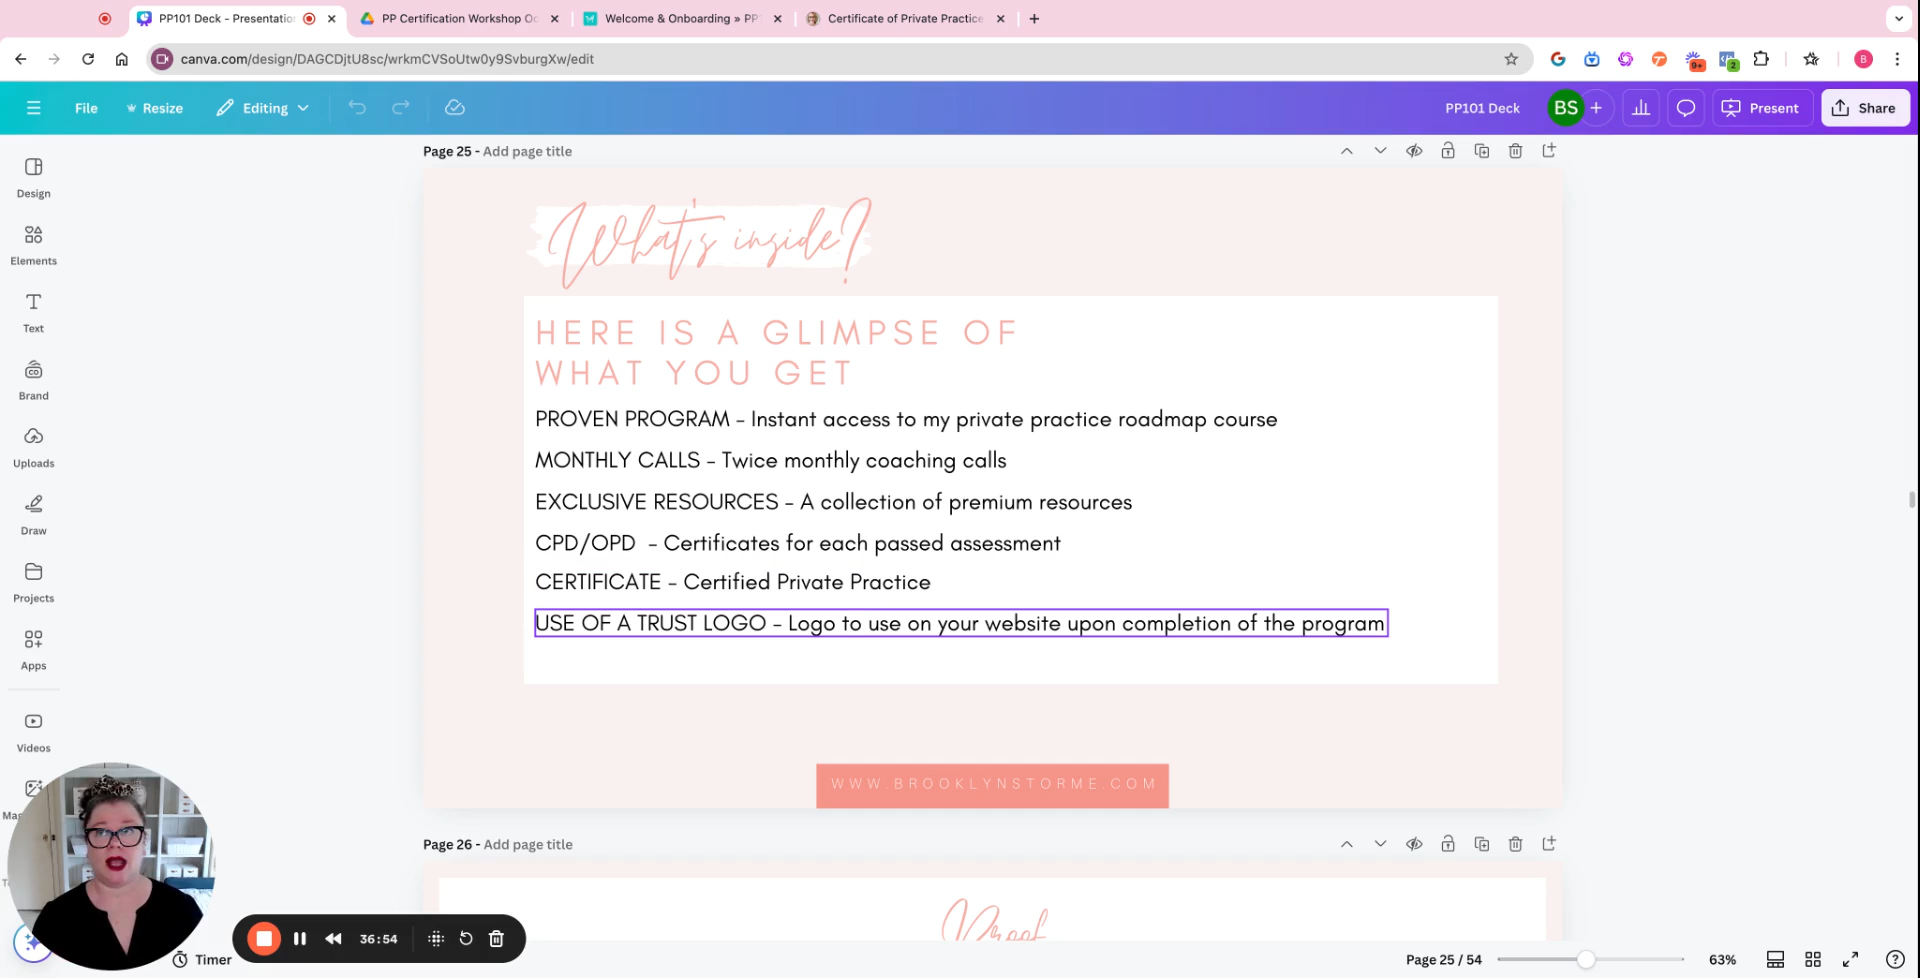 PP101 Deck - Presentation
PP Certification Workshop Oc
Welcome & Onboarding » PP
Certificate of Private Practice
canva.com/design/DAGCDjtU8sc/wrkmCVSoUtw0y9SvburgXw/edit
9+
2
B
File
Resize
Editing
PP101 Deck
BS
Present
Share
Design
Elements
Text
Brand
Uploads
Draw
Projects
Apps
Videos
Page 25 - Add page title
What's inside?
HERE IS A GLIMPSE OF
WHAT YOU GET
PROVEN PROGRAM - Instant access to my private practice roadmap course
MONTHLY CALLS - Twice monthly coaching calls
EXCLUSIVE RESOURCES - A collection of premium resources
CPD/OPD - Certificates for each passed assessment
CERTIFICATE - Certified Private Practice
USE OF A TRUST LOGO - Logo to use on your website upon completion of the program
WWW.BROOKLYNSTORME.COM
Page 26 - Add page title
Proof
36:54
Timer
Page 25 / 54
63%